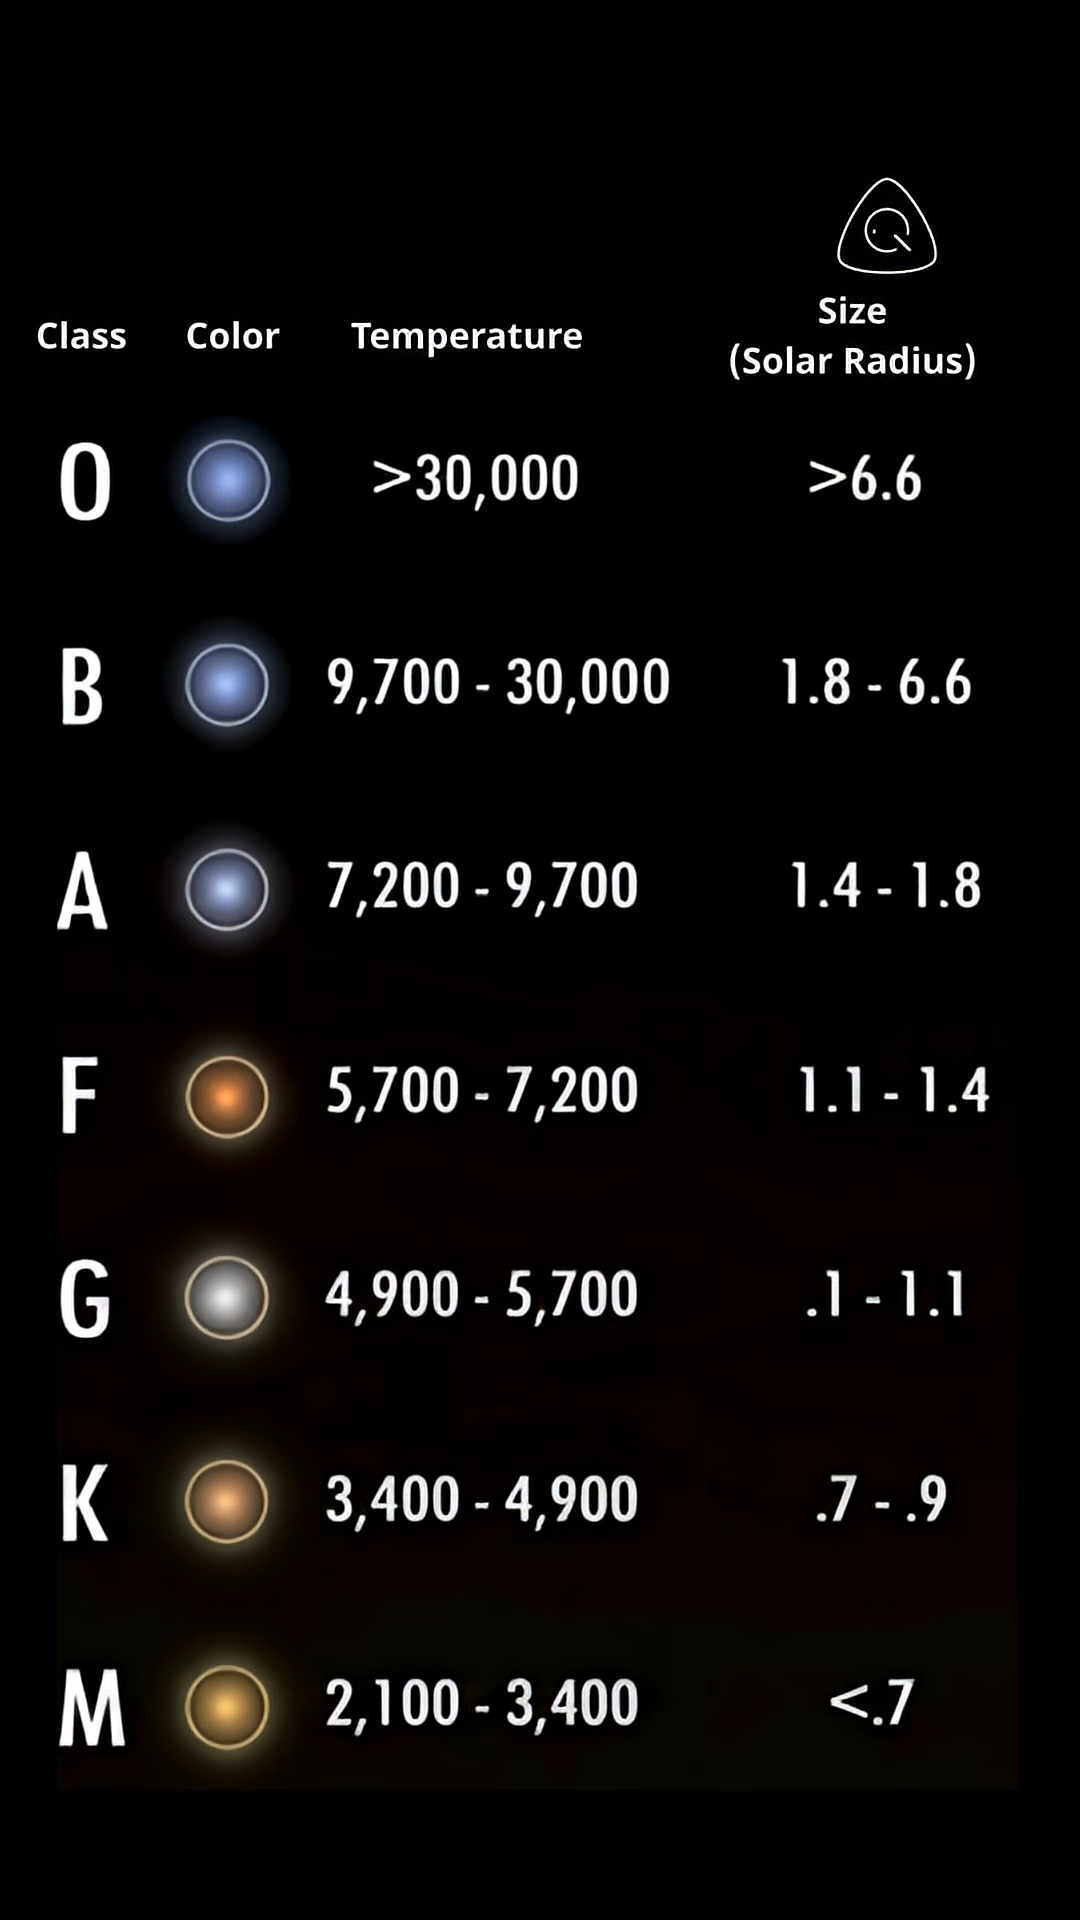 Size
Class Color Temperature (Solar Radius)
O >30,000 >6.6
B 9,700 - 30,000 1.8 - 6.6
A 7,200 - 9,700 1.4 - 1.8
F 5,700 - 7,200 1.1 - 1.4
G 4,900 - 5,700 .1 - 1.1
K 3,400 - 4,900 .7 - .9
M 2,100 - 3,400 <.7